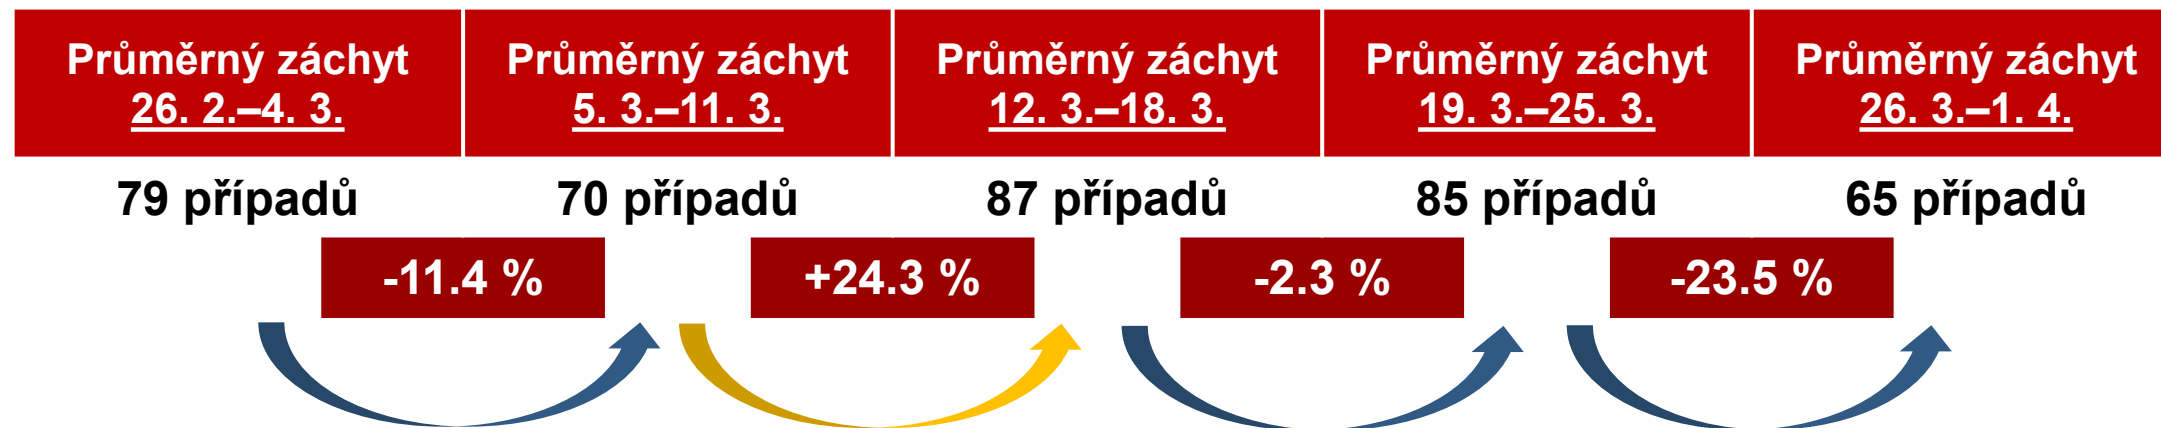 Průměrný záchyt
26. 2.–4. 3.
Průměrný záchyt
5. 3.–11. 3.
Průměrný záchyt
12. 3.–18. 3.
Průměrný záchyt
19. 3.–25. 3.
Průměrný záchyt
26. 3.–1. 4.
79 případů
70 případů
87 případů
85 případů
65 případů
-11.4 %
+24.3 %
-2.3 %
-23.5 %